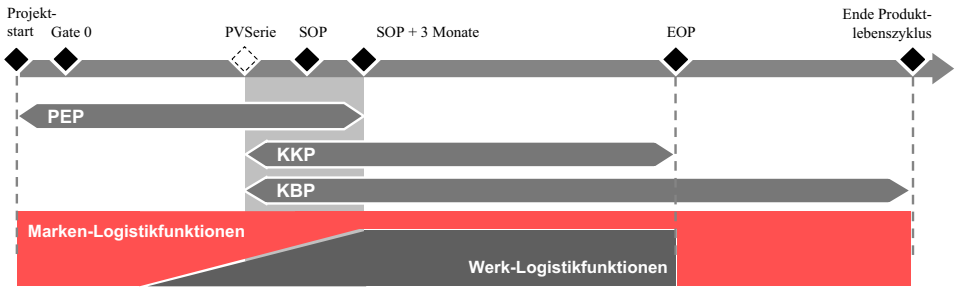 Projekt-
start
Gate 0
PVSerie
SOP
SOP + 3 Monate
EOP
Ende Produkt-
lebenszyklus
PEP
KKP
KBP
Marken-Logistikfunktionen
Werk-Logistikfunktionen